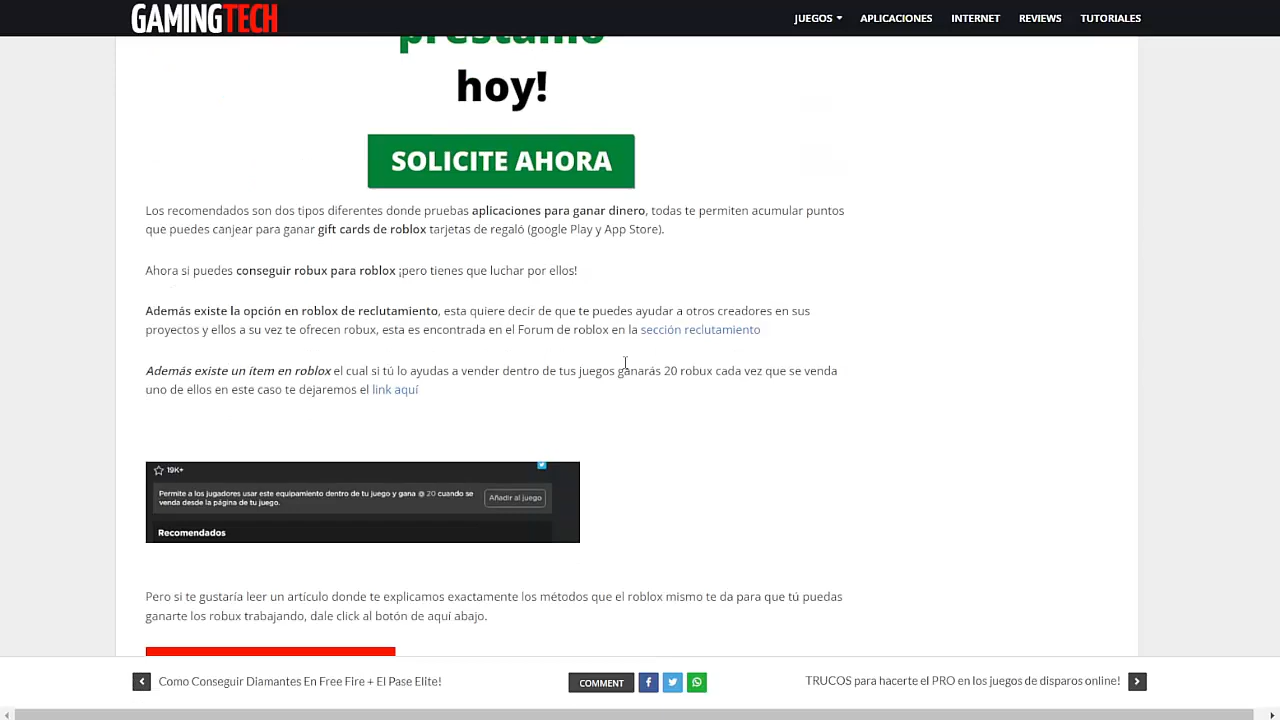 GAMINGTECH
JUEGOS
APLICACIONES
INTERNET
REVIEWS
TUTORIALES
préstamo
hoy!
SOLICITE AHORA
Los recomendados son dos tipos diferentes donde pruebas aplicaciones para ganar dinero, todas te permiten acumular puntos
que puedes canjear para ganar gift cards de roblox tarjetas de regaló (google Play y App Store).
Ahora si puedes conseguir robux para roblox ¡pero tienes que luchar por ellos!
Además existe la opción en roblox de reclutamiento, esta quiere decir de que te puedes ayudar a otros creadores en sus
proyectos y ellos a su vez te ofrecen robux, esta es encontrada en el Forum de roblox en la sección reclutamiento
Además existe un ítem en roblox el cual si tú lo ayudas a vender dentro de tus juegos ganarás 20 robux cada vez que se venda
uno de ellos en este caso te dejaremos el link aquí
19K+
Permite a los jugadores usar este equipamiento dentro de tu juego y gana 20 cuando se
venda desde la página de tu juego.
Añadir al juego
Recomendados
Pero si te gustaría leer un artículo donde te explicamos exactamente los métodos que el roblox mismo te da para que tú puedas
ganarte los robux trabajando, dale click al botón de aquí abajo.
Como Conseguir Diamantes En Free Fire + El Pase Elite!
COMMENT
TRUCOS para hacerte el PRO en los juegos de disparos online!